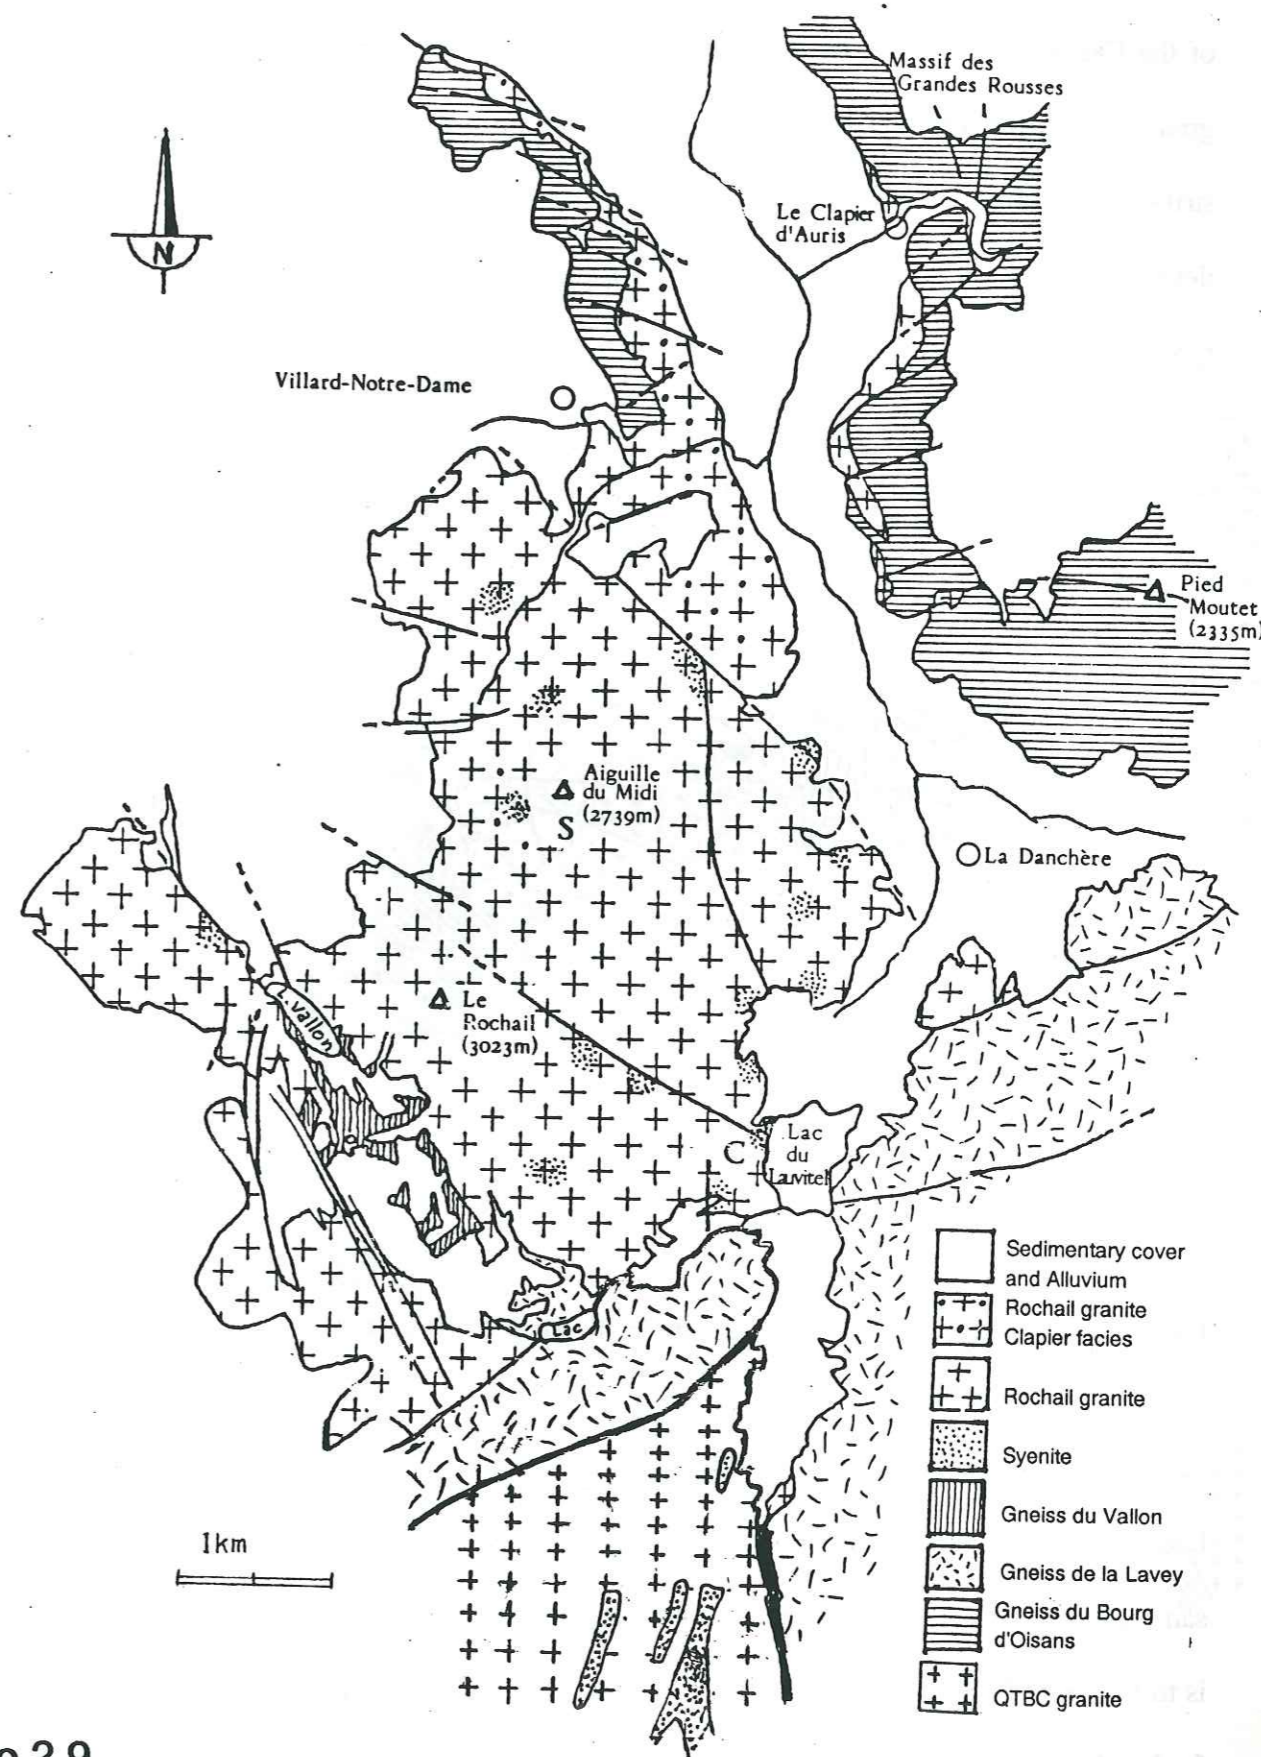 Massif des
Grandes Rousses
Le Clapier
d'Auris
N
Villard-Notre-Dame
Pied
Moutet
(2335m)
Aiguille
du Midi
(2739m)
S
La Danchère
Vallon
Le
Rochail
(3023m)
C
Lac
du
Lauvitel
Lac
Sedimentary cover
and Alluvium
Rochail granite
Clapier facies
Rochail granite
Syenite
Gneiss du Vallon
Gneiss de la Lavey
Gneiss du Bourg
d'Oisans
QTBC granite
1km
2.9